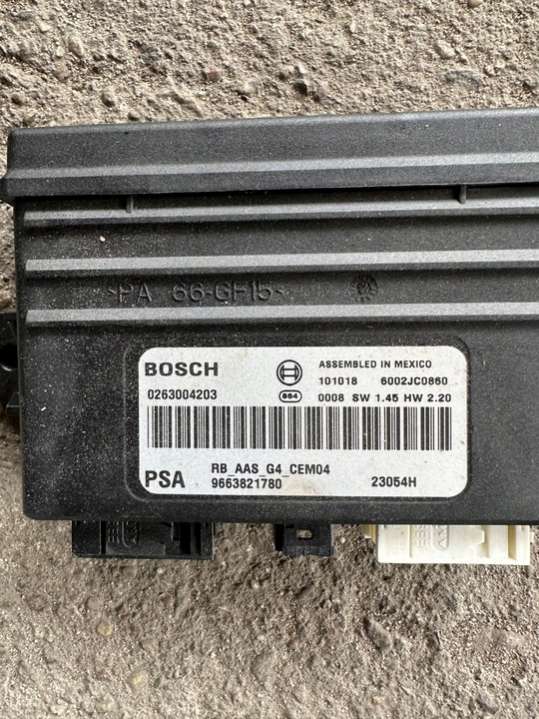 >PA 66-GF15<
BOSCH
ASSEMBLED IN MEXICO
101018 6002JC0860
0263004203
0008 SW 1.45 HW 2.20
RB_AAS_G4_CEM04
PSA 9663821780 23054H